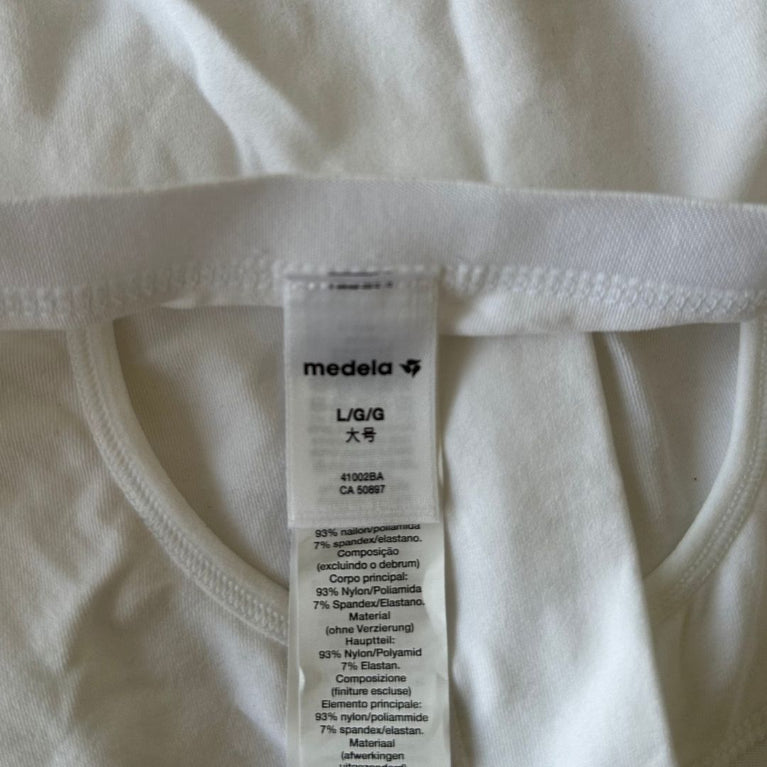 medela
L/G/G
大号
41002BA
CA 50897
93% nailon/poliamida
7% spandex/elastano.
Composição
(excluindo o debrum)
Corpo principal:
93% Nylon/Poliamida
7% Spandex/Elastano.
Material
(ohne Verzierung)
Hauptteil:
93% Nylon/Polyamid
7% Elastan.
Composizione
(finiture escluse)
Elemento principale:
93% nylon/poliammide
7% spandex/elastan.
Materiaal
(afwerkingen
uitgezonderd)